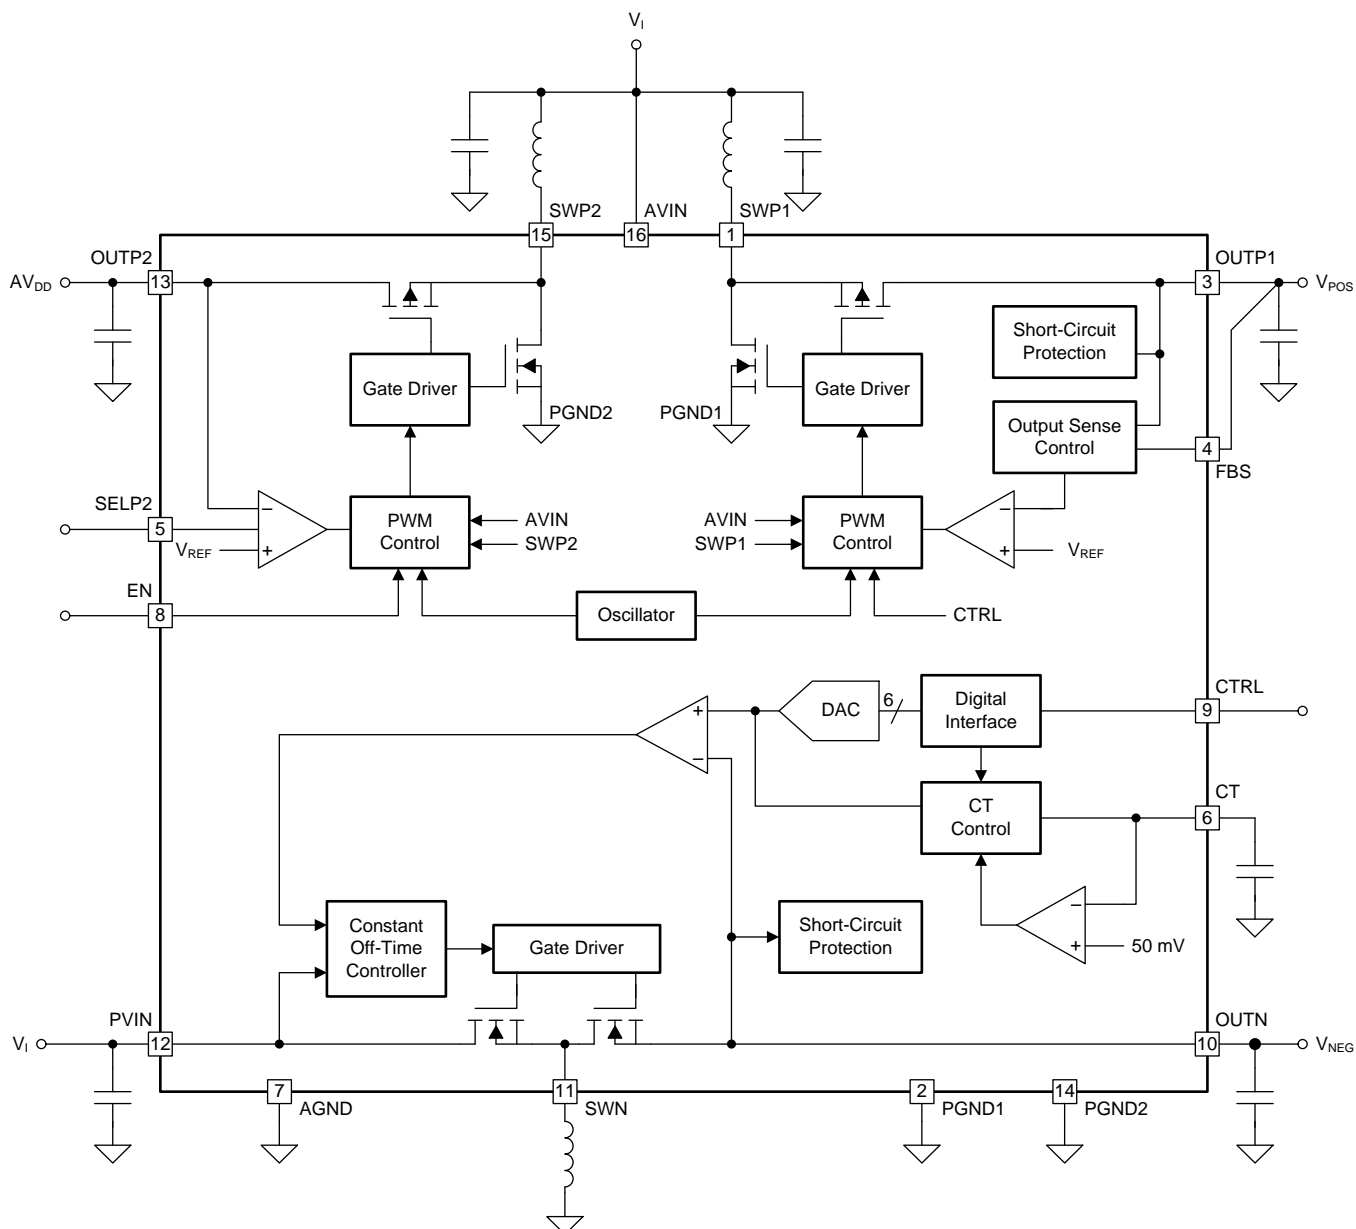 V_I
SWP2
AVIN
SWP1
15
16
1
OUTP2
OUTP1
AV_DD
13
3
V_POS
Short-Circuit
Protection
Gate Driver
Gate Driver
PGND2
PGND1
Output Sense
Control
4
FBS
SELP2
5
−
V_REF
+
PWM
Control
AVIN
SWP2
AVIN
SWP1
PWM
Control
−
+
V_REF
EN
8
Oscillator
CTRL
CTRL
+
−
DAC
6
Digital
Interface
9
CT
CT
Control
6
−
+
50 mV
Constant
Off-Time
Controller
Gate Driver
Short-Circuit
Protection
PVIN
OUTN
V_I
12
10
V_NEG
7
AGND
11
SWN
2
PGND1
14
PGND2